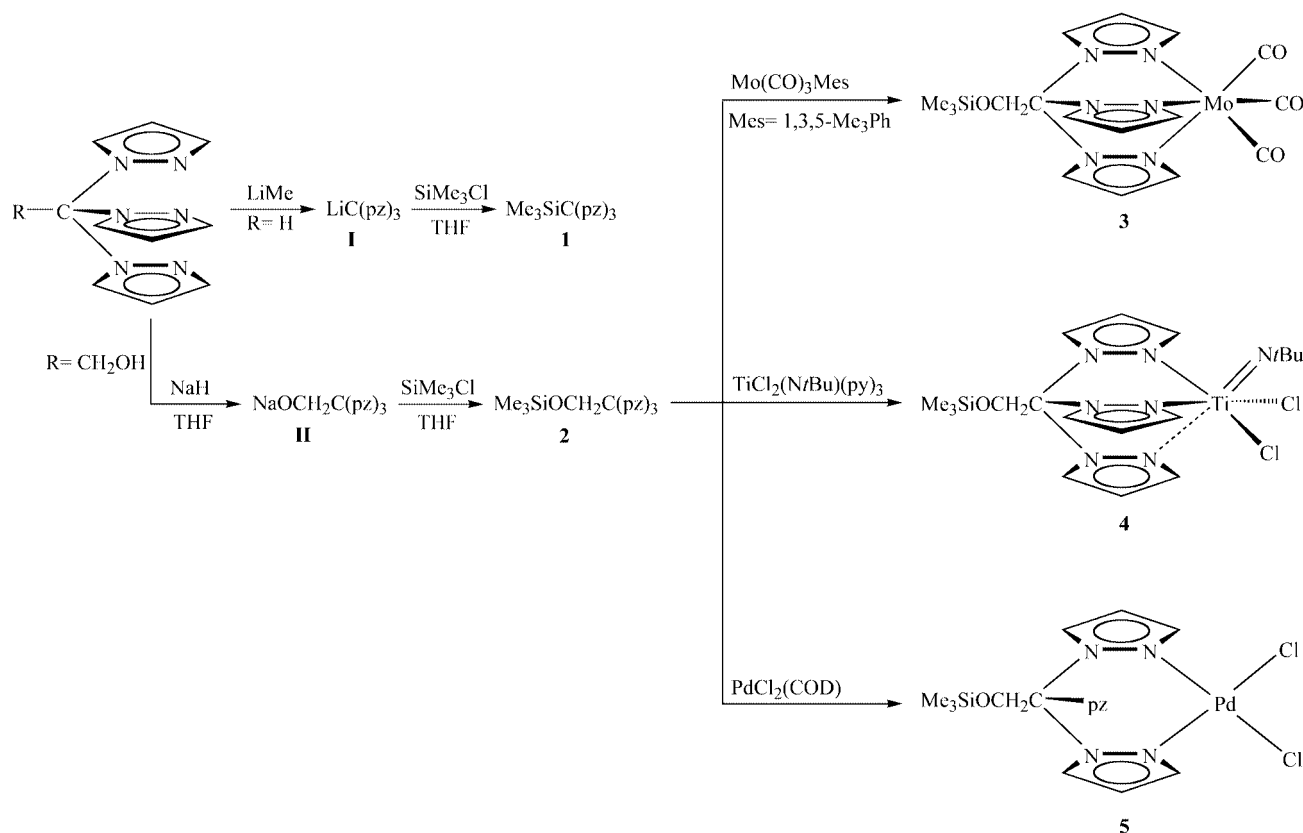 R
C
N N
N N
N N
LiMe
R= H
LiC(pz)₃
I
SiMe₃Cl
THF
Me₃SiC(pz)₃
1
R= CH₂OH
NaH
THF
NaOCH₂C(pz)₃
II
SiMe₃Cl
THF
Me₃SiOCH₂C(pz)₃
2
Mo(CO)₃Mes
Mes= 1,3,5-Me₃Ph
N N
Me₃SiOCH₂C
N N
N N
Mo
CO
CO
CO
3
TiCl₂(NtBu)(py)₃
N N
Me₃SiOCH₂C
N N
N N
Ti
NtBu
Cl
Cl
4
PdCl₂(COD)
N N
Me₃SiOCH₂C
pz
N N
Pd
Cl
Cl
5